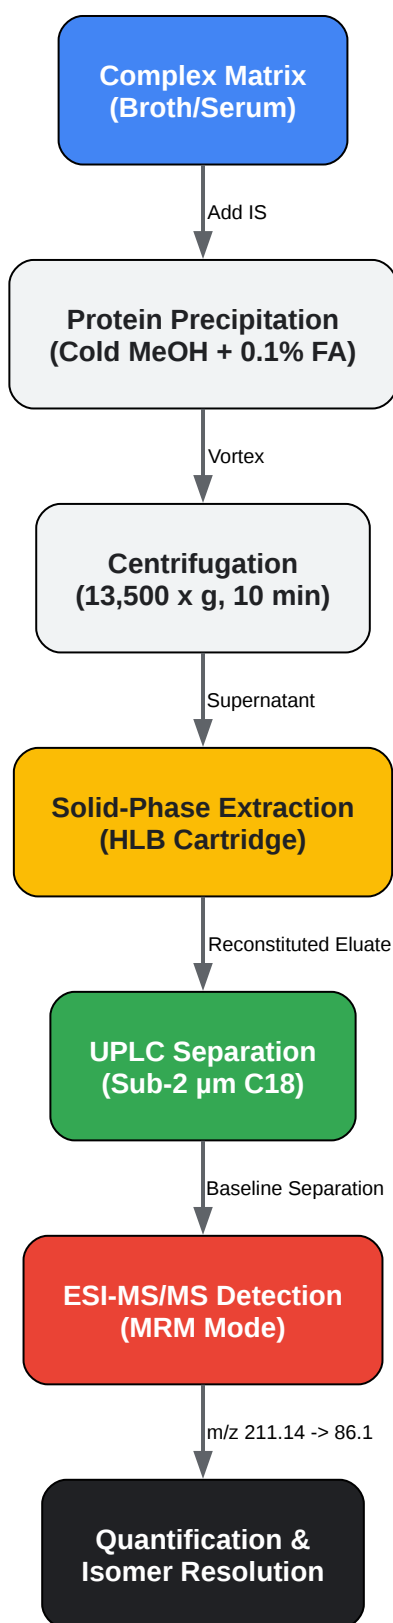 Complex Matrix
(Broth/Serum)
Add IS
Protein Precipitation
(Cold MeOH + 0.1% FA)
Vortex
Centrifugation
(13,500 x g, 10 min)
Supernatant
Solid-Phase Extraction
(HLB Cartridge)
Reconstituted Eluate
UPLC Separation
(Sub-2 µm C18)
Baseline Separation
ESI-MS/MS Detection
(MRM Mode)
m/z 211.14 -> 86.1
Quantification &
Isomer Resolution